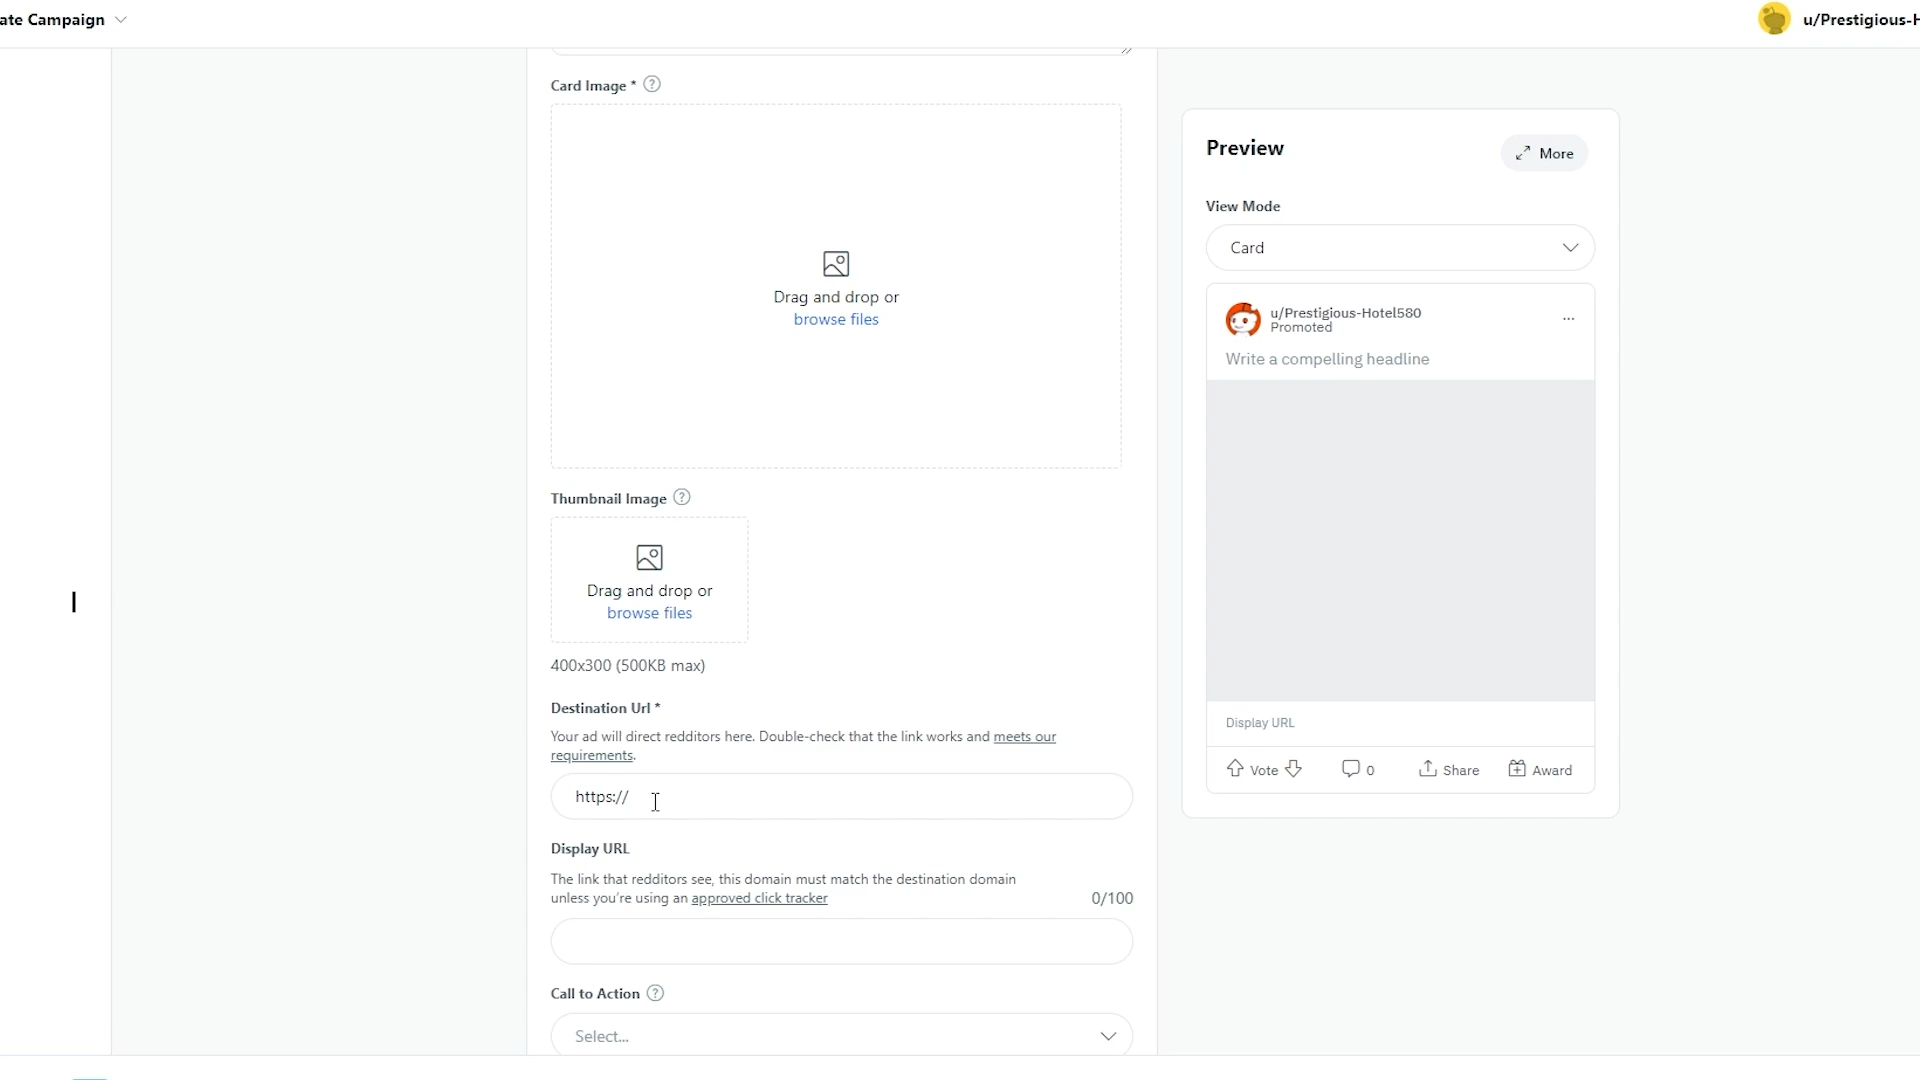 ate Campaign
u/Prestigious-H
Card Image *
Drag and drop or
browse files
Thumbnail Image
Drag and drop or
browse files
400x300 (500KB max)
Destination Url *
Your ad will direct redditors here. Double-check that the link works and meets our
requirements.
https://
Display URL
The link that redditors see, this domain must match the destination domain
unless you're using an approved click tracker
0/100
Call to Action
Select...
Preview
More
View Mode
Card
u/Prestigious-Hotel580
Promoted
...
Write a compelling headline
Display URL
Vote
0
Share
Award